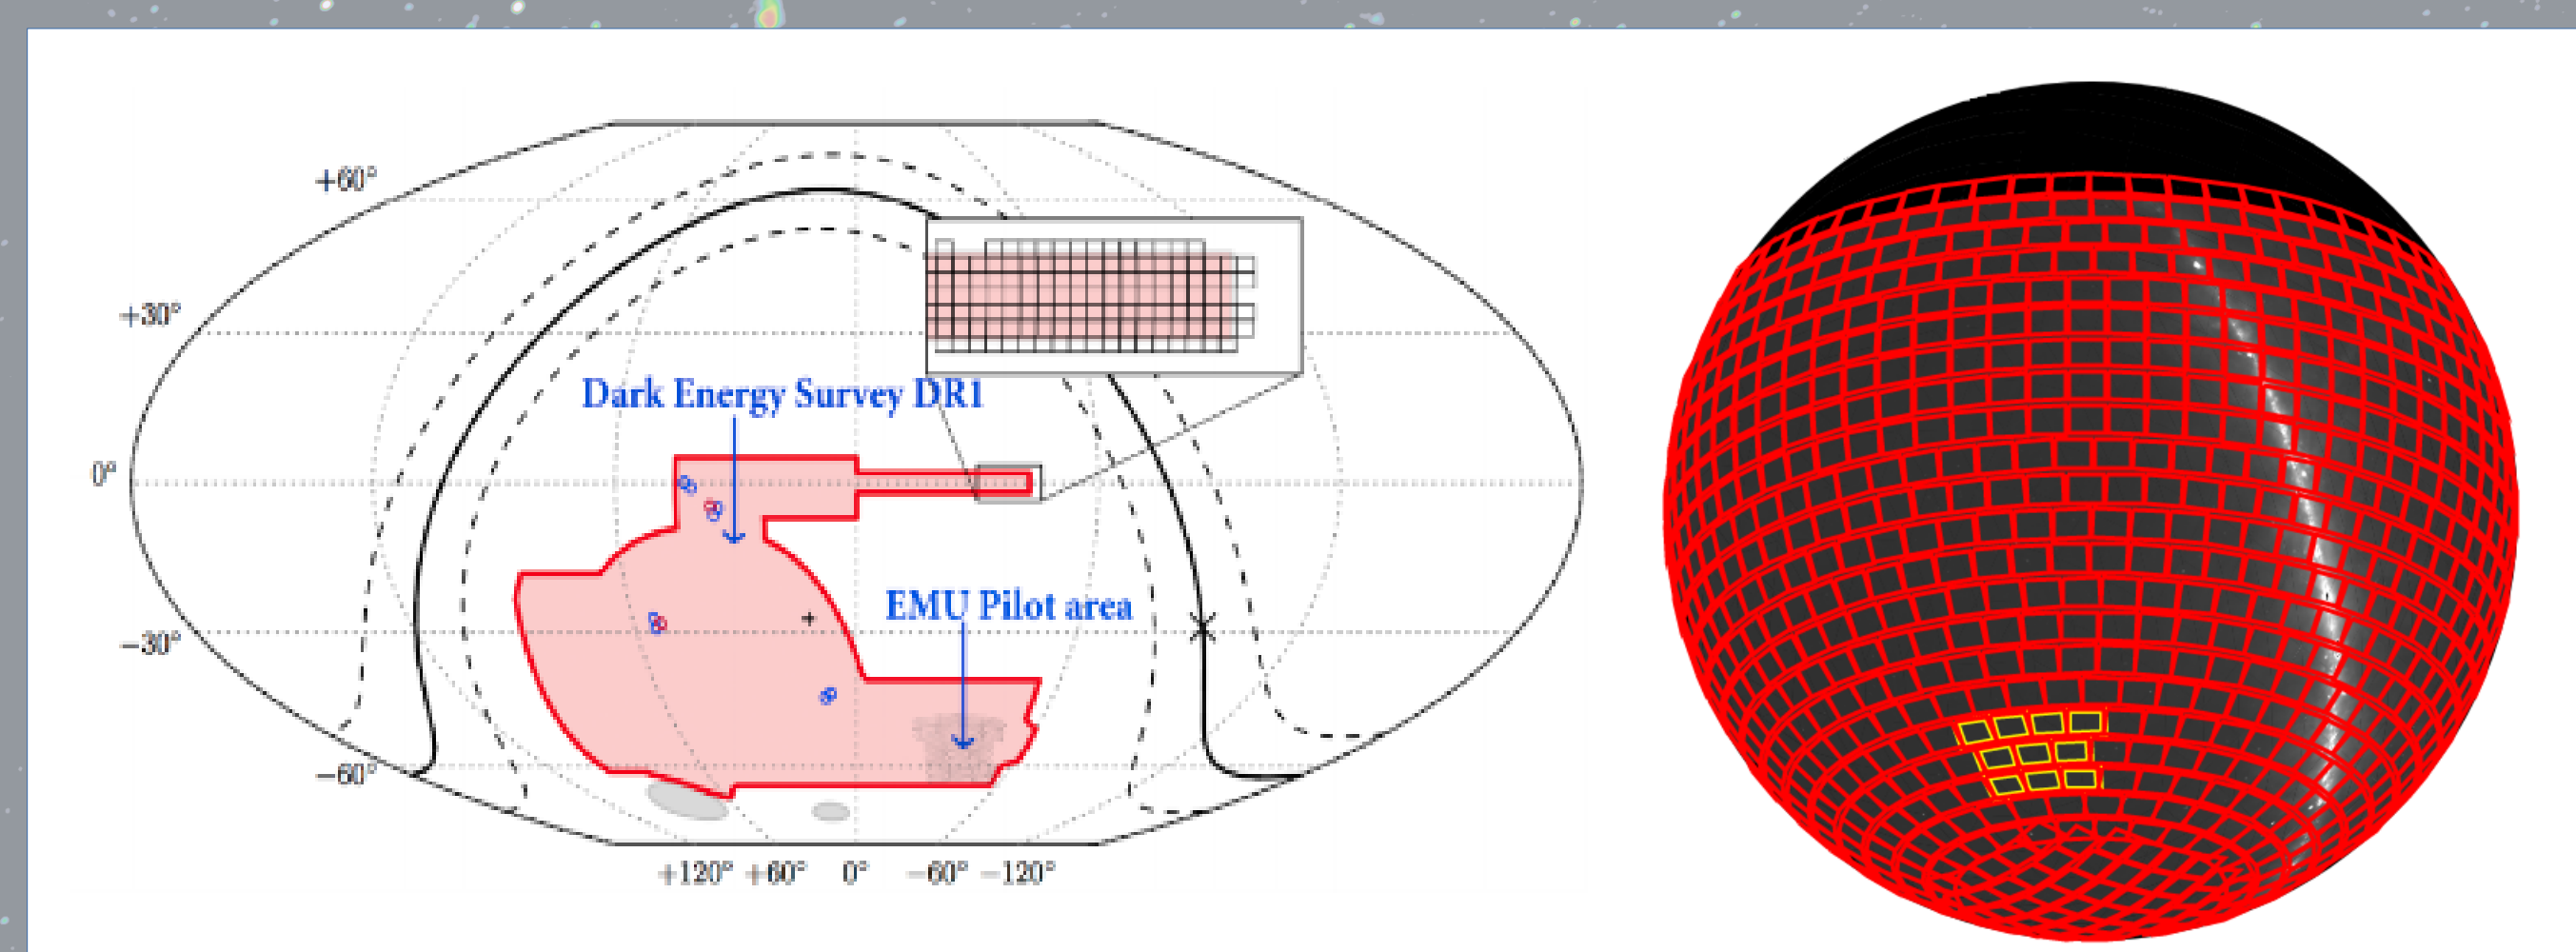 +60°
+30°
Dark Energy Survey DR1
0°
EMU Pilot area
−30°
−60°
+120° +60° 0° −60° −120°